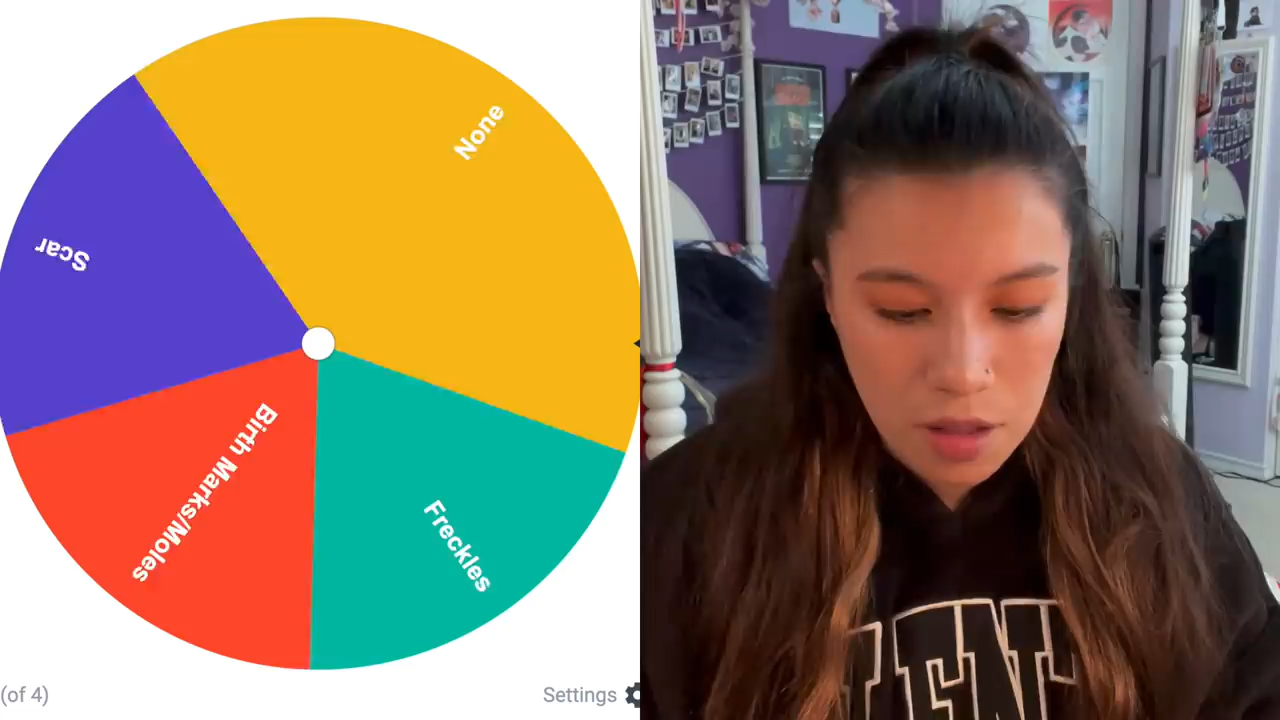 None
Scar
Birth Marks/Moles
Freckles
(of 4)
Settings